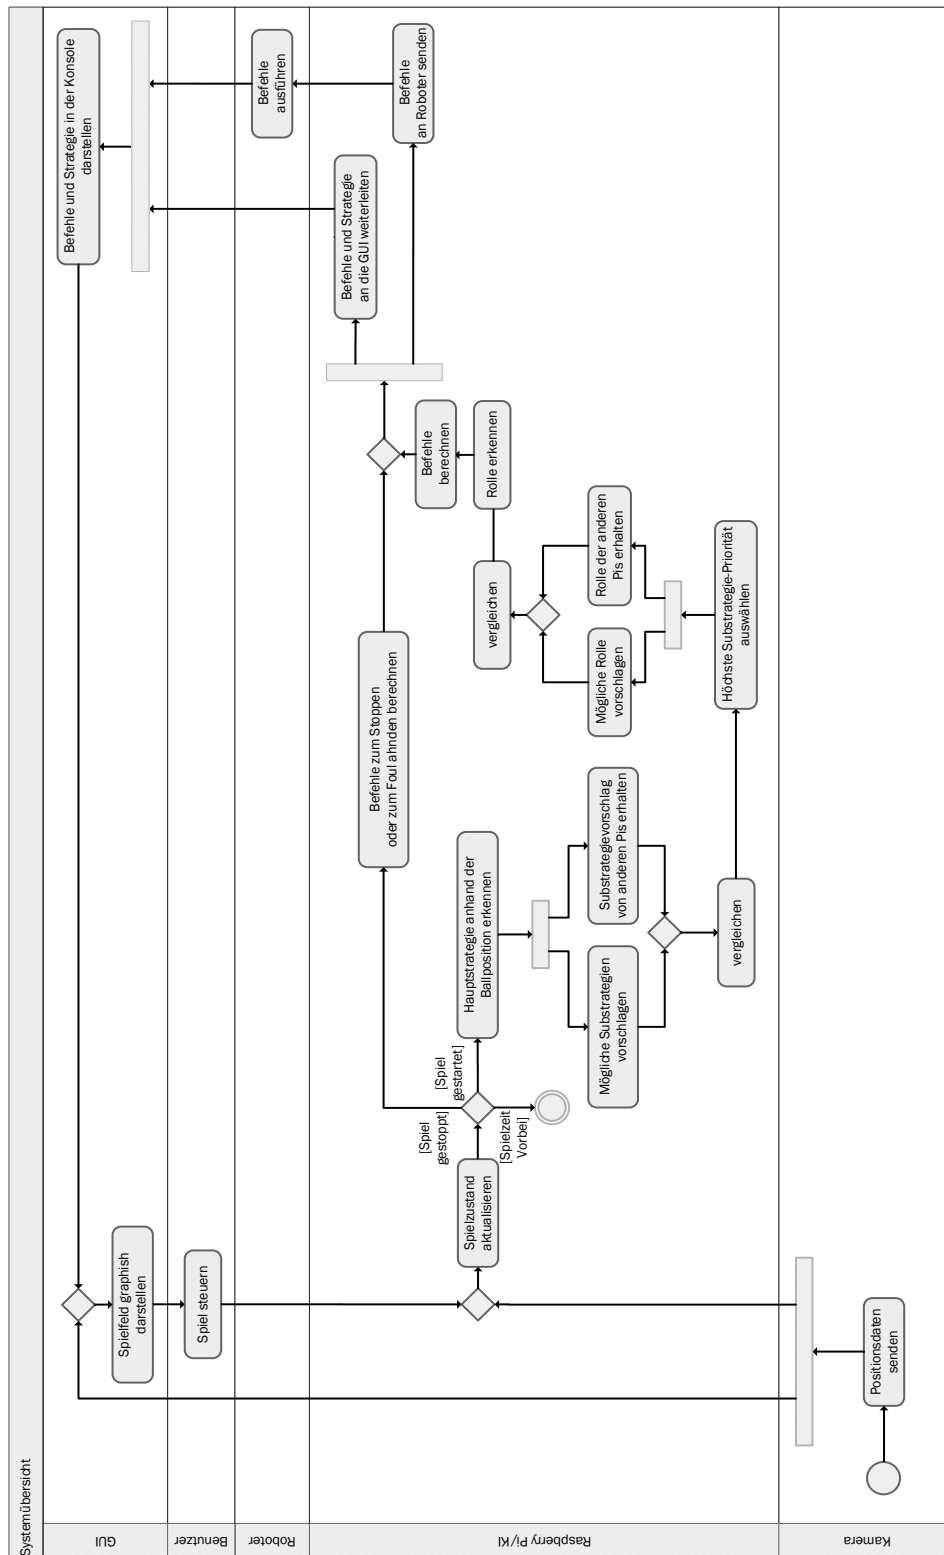 Systemübersicht
GUI
Benutzer
Roboter
Raspberry Pi/KI
Kamera
Positionsdaten
senden
Spielfeld graphish
darstellen
Spiel steuern
Spielzustand
aktualisieren
[Spiel
gestoppt]
[Spiel
gestartet]
[Spielzeit
Vorbei]
Befehle zum Stoppen
oder zum Foul ahnden berechnen
Hauptstrategie anhand der
Ballposition erkennen
Mögliche Substrategien
vorschlagen
Substrategievorschlag
von anderen Pis erhalten
vergleichen
Höchste Substrategie-Priorität
auswählen
Mögliche Rolle
vorschlagen
Rolle der anderen
Pis erhalten
vergleichen
Rolle erkennen
Befehle
berechnen
Befehle und Strategie
an die GUI weiterleiten
Befehle
an Roboter senden
Befehle
ausführen
Befehle und Strategie in der Konsole
darstellen